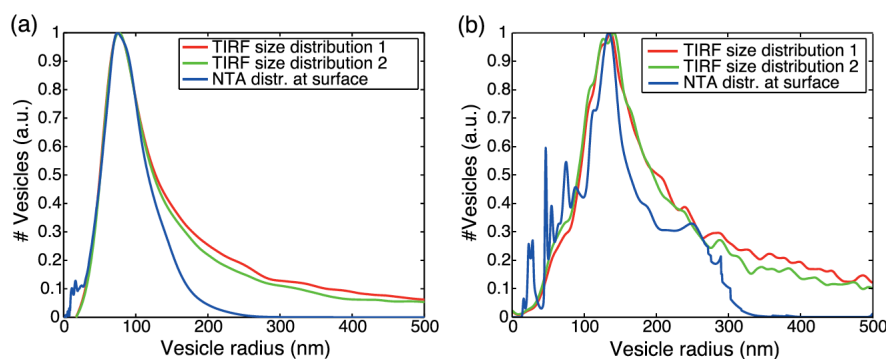 (a)
TIRF size distribution 1
TIRF size distribution 2
NTA distr. at surface
# Vesicles (a.u.)
1
0.9
0.8
0.7
0.6
0.5
0.4
0.3
0.2
0.1
0
0 100 200 300 400 500
Vesicle radius (nm)
(b)
TIRF size distribution 1
TIRF size distribution 2
NTA distr. at surface
#Vesicles (a.u.)
1
0.9
0.8
0.7
0.6
0.5
0.4
0.3
0.2
0.1
0
0 100 200 300 400 500
Vesicle radius (nm)